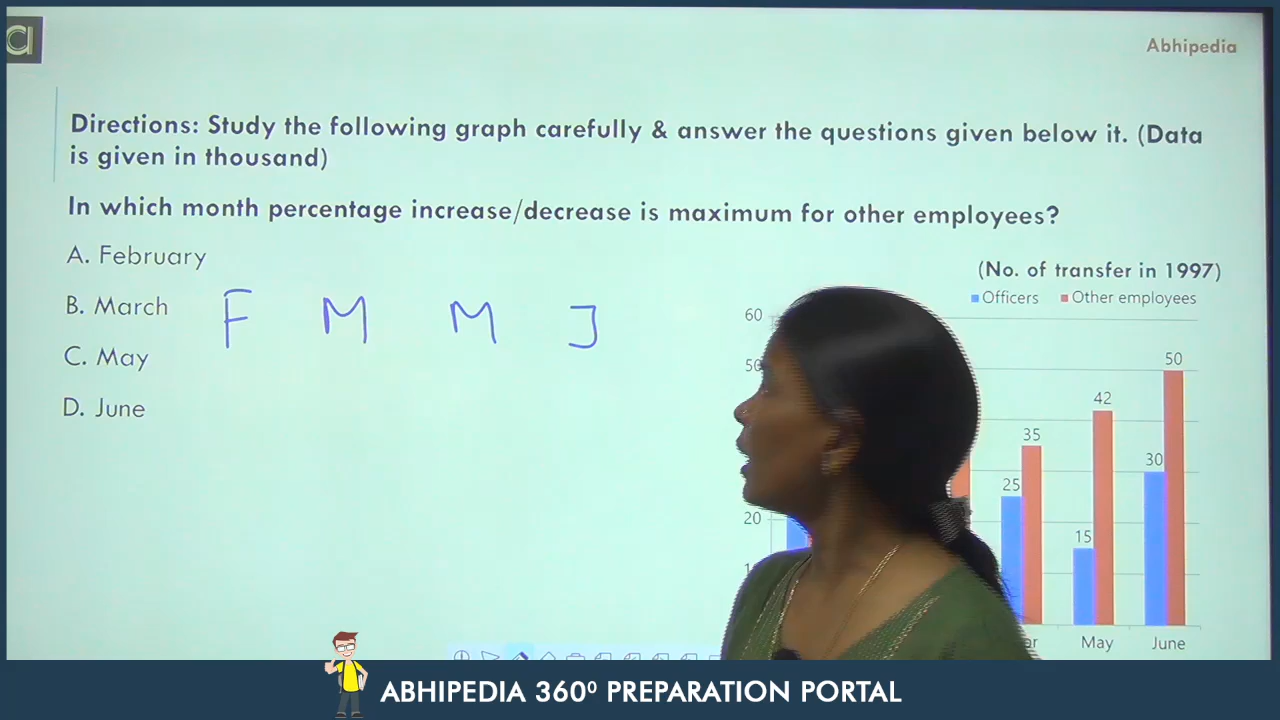 a
Abhipedia
Directions: Study the following graph carefully & answer the questions given below it. (Data
is given in thousand)
In which month percentage increase/decrease is maximum for other employees?
A. February
B. March
C. May
D. June
F M M J
(No. of transfer in 1997)
Officers Other employees
60
50
20
35
25
42
15
50
30
May June
ABHIPEDIA 360⁰ PREPARATION PORTAL